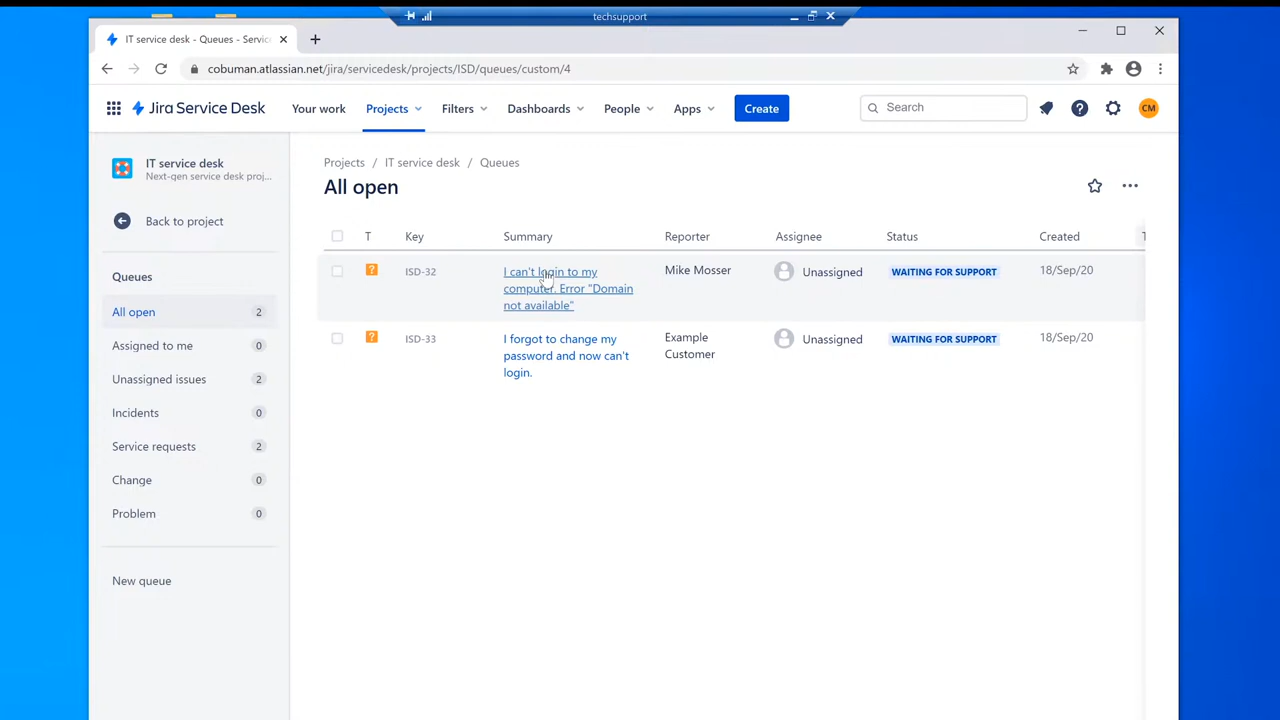 techsupport
IT service desk - Queues - Servic
cobuman.atlassian.net/jira/servicedesk/projects/ISD/queues/custom/4
Jira Service Desk Your work Projects Filters Dashboards People Apps Create Search CM
IT service desk
Next-gen service desk proj...
Back to project
Queues
All open 2
Assigned to me 0
Unassigned issues 2
Incidents 0
Service requests 2
Change 0
Problem 0
New queue
Projects / IT service desk / Queues
All open
T Key Summary Reporter Assignee Status Created T
ISD-32 I can't login to my Mike Mosser Unassigned WAITING FOR SUPPORT 18/Sep/20
computer. Error "Domain
not available"
ISD-33 I forgot to change my Example Unassigned WAITING FOR SUPPORT 18/Sep/20
password and now can't Customer
login.